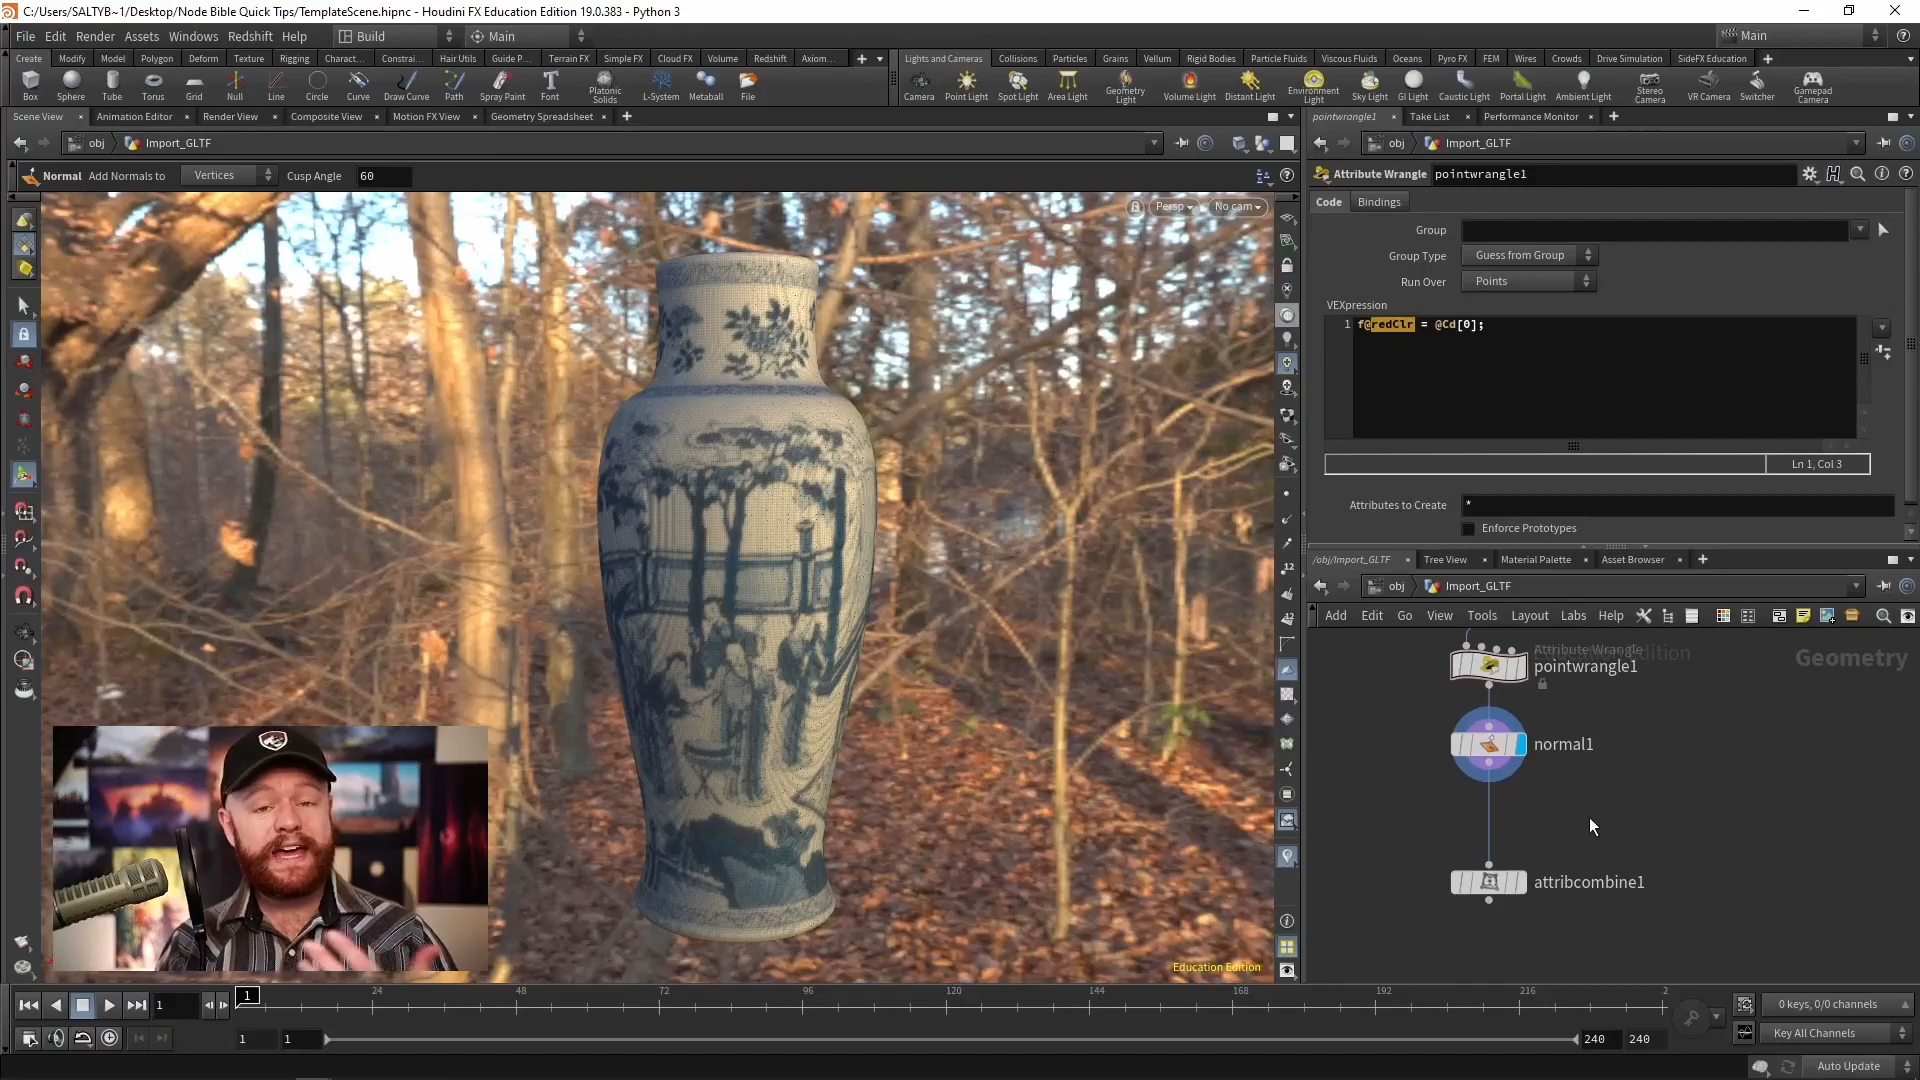 C:/Users/SALTYB~1/Desktop/Node Bible Quick Tips/TemplateScene.hipnc - Houdini FX Education Edition 19.0.383 - Python 3
File Edit Render Assets Windows Redshift Help Build Main Main
Create Modify Model Polygon Deform Texture Rigging Charact... Constrai... Hair Utils Guide P... Terrain FX Simple FX Cloud FX Volume Redshift Axiom...
Lights and Cameras Collisions Particles Grains Vellum Rigid Bodies Particle Fluids Viscous Fluids Oceans Pyro FX FEM Wires Crowds Drive Simulation SideFX Education
Box Sphere Tube Torus Grid Null Line Circle Curve Draw Curve Path Spray Paint Font Platonic Solids L-System Metaball File
Camera Point Light Spot Light Area Light Geometry Light Volume Light Distant Light Environment Light Sky Light GI Light Caustic Light Portal Light Ambient Light Stereo Camera VR Camera Switcher Gamepad Camera
Scene View Animation Editor Render View Composite View Motion FX View Geometry Spreadsheet
pointwrangle1 Take List Performance Monitor
obj Import_GLTF
obj Import_GLTF
Normal Add Normals to Vertices Cusp Angle 60
Attribute Wrangle pointwrangle1
Code Bindings
Persp No cam
Group
Group Type Guess from Group
Run Over Points
VEXpression
1 f@redClr = @Cd[0];
Ln 1, Col 3
Attributes to Create *
Enforce Prototypes
/obj/Import_GLTF Tree View Material Palette Asset Browser
obj Import_GLTF
Add Edit Go View Tools Layout Labs Help
Attribute Wrangle
pointwrangle1
Geometry
normal1
attribcombine1
Education Edition
1 1 24 48 72 96 120 144 168 192 216 2
0 keys, 0/0 channels
1 1 240 240
Key All Channels
Auto Update